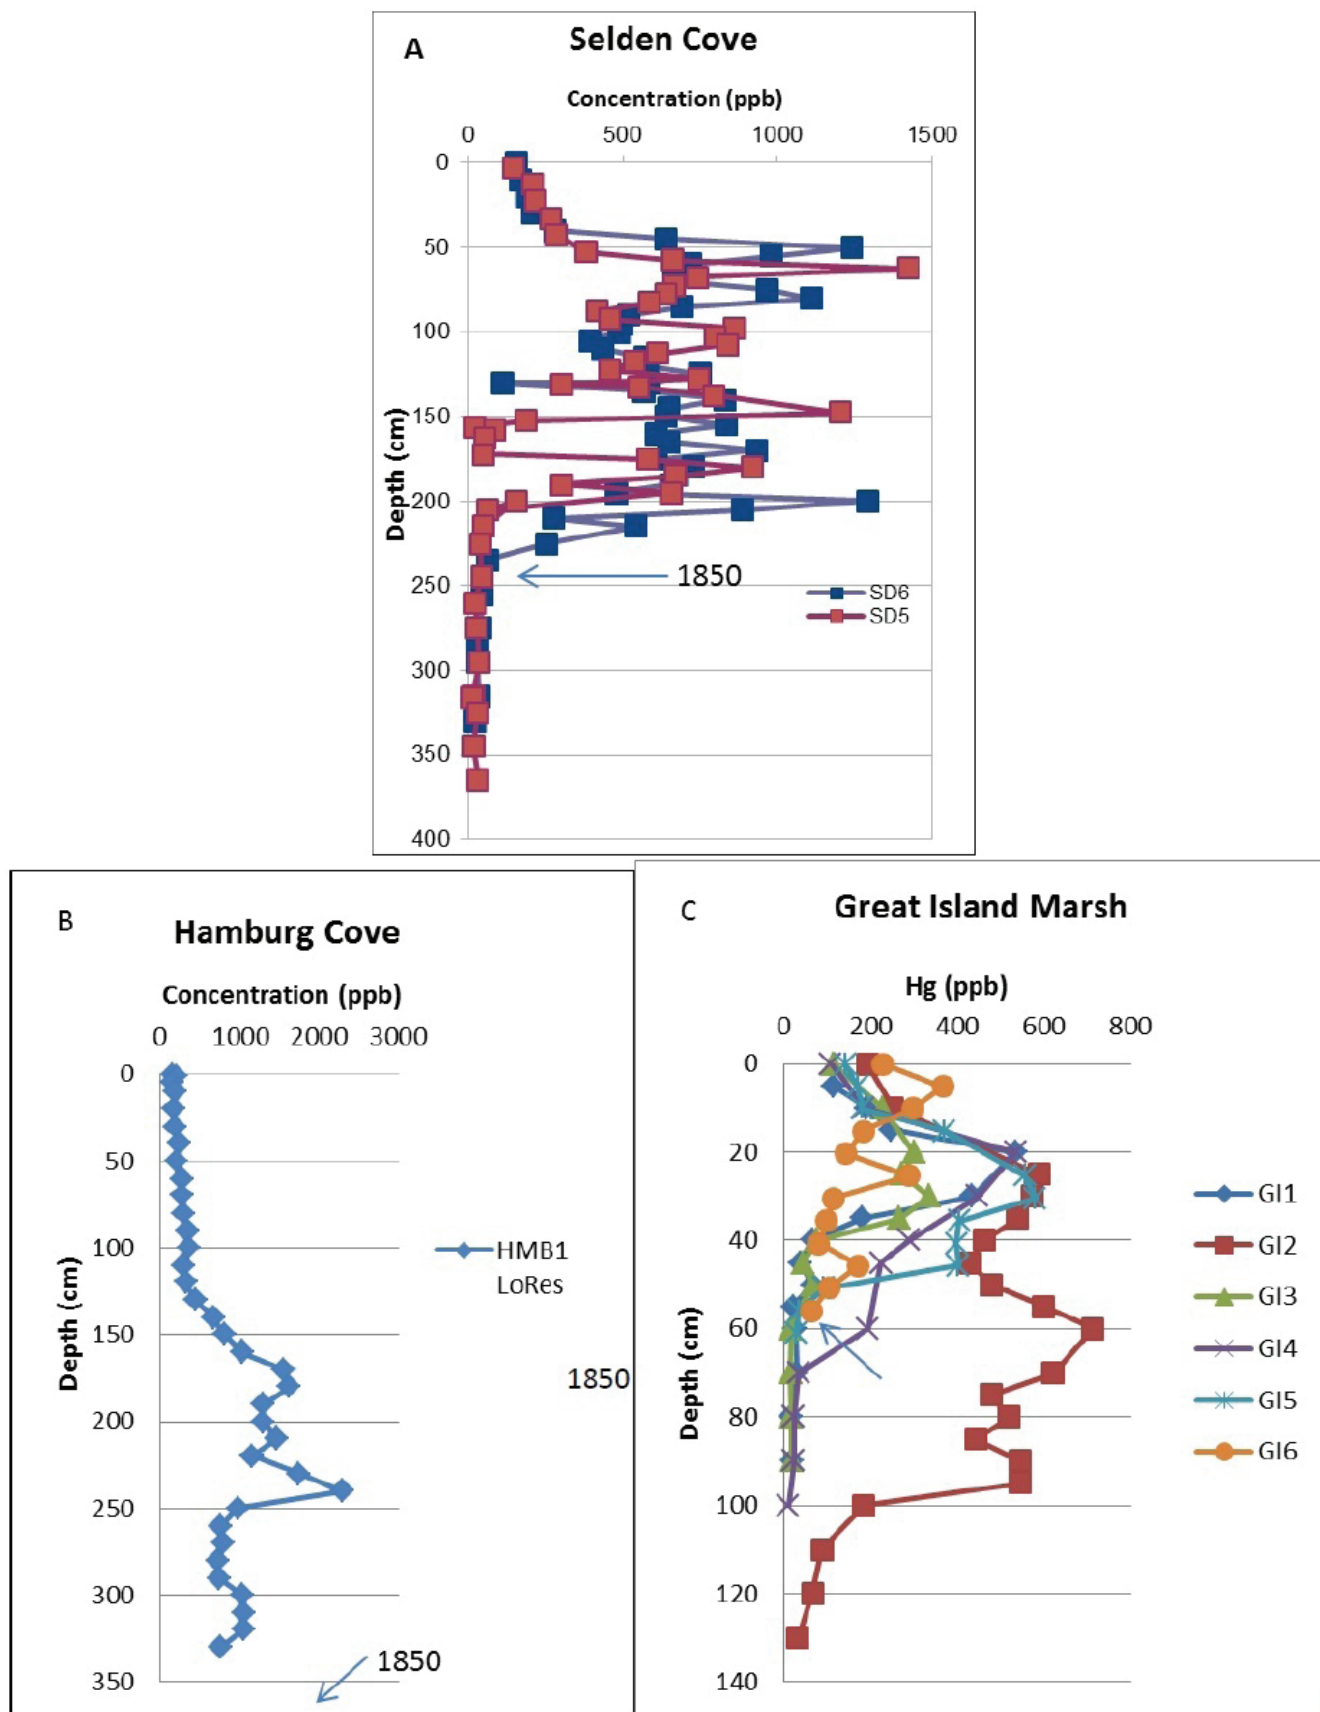 A
Selden Cove
Concentration (ppb)
0 500 1000 1500
0
50
100
150
200
250
300
350
400
Depth (cm)
1850
SD6
SD5
B
Hamburg Cove
Concentration (ppb)
0 1000 2000 3000
0
50
100
150
200
250
300
350
Depth (cm)
HMB1
LoRes
1850
C
Great Island Marsh
Hg (ppb)
0 200 400 600 800
0
20
40
60
80
100
120
140
Depth (cm)
1850
GI1
GI2
GI3
GI4
GI5
GI6